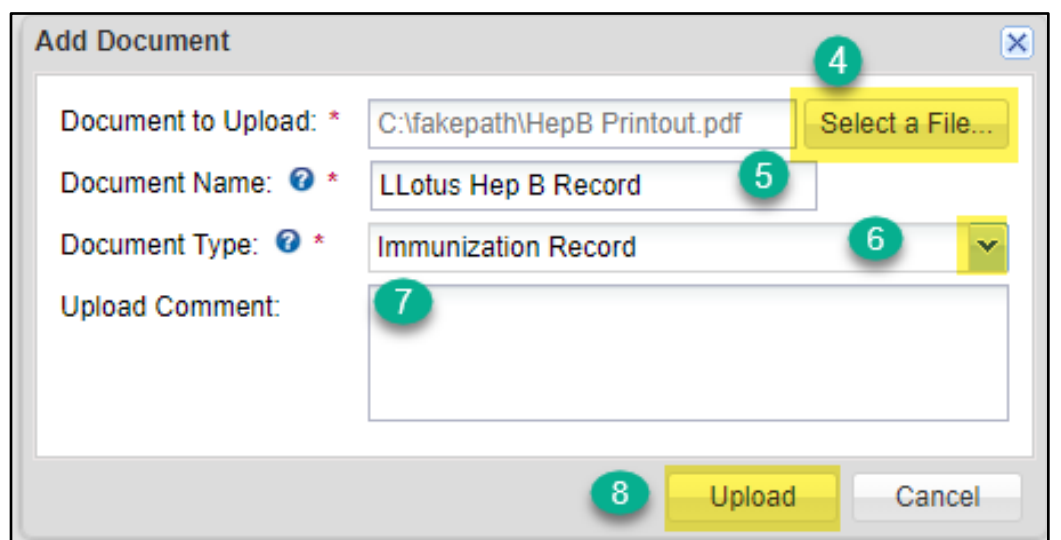 Add Document
4
Document to Upload: * C:\fakepath\HepB Printout.pdf Select a File...
Document Name: ? * LLotus Hep B Record 5
Document Type: ? * Immunization Record 6
Upload Comment: 7
8 Upload Cancel